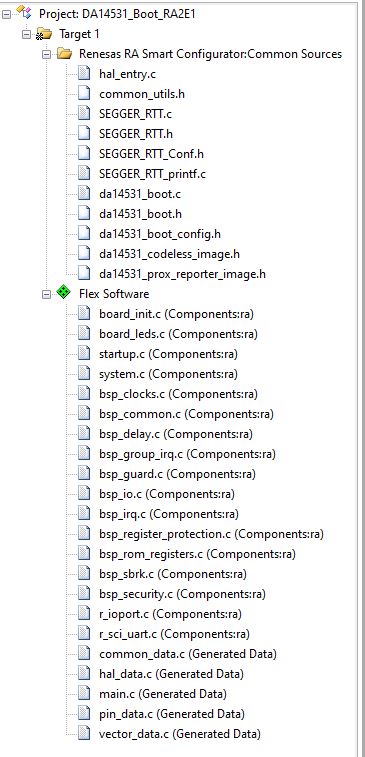 Project: DA14531_Boot_RA2E1
Target 1
Renesas RA Smart Configurator:Common Sources
hal_entry.c
common_utils.h
SEGGER_RTT.c
SEGGER_RTT.h
SEGGER_RTT_Conf.h
SEGGER_RTT_printf.c
da14531_boot.c
da14531_boot.h
da14531_boot_config.h
da14531_codeless_image.h
da14531_prox_reporter_image.h
Flex Software
board_init.c (Components:ra)
board_leds.c (Components:ra)
startup.c (Components:ra)
system.c (Components:ra)
bsp_clocks.c (Components:ra)
bsp_common.c (Components:ra)
bsp_delay.c (Components:ra)
bsp_group_irq.c (Components:ra)
bsp_guard.c (Components:ra)
bsp_io.c (Components:ra)
bsp_irq.c (Components:ra)
bsp_register_protection.c (Components:ra)
bsp_rom_registers.c (Components:ra)
bsp_sbrk.c (Components:ra)
bsp_security.c (Components:ra)
r_ioport.c (Components:ra)
r_sci_uart.c (Components:ra)
common_data.c (Generated Data)
hal_data.c (Generated Data)
main.c (Generated Data)
pin_data.c (Generated Data)
vector_data.c (Generated Data)